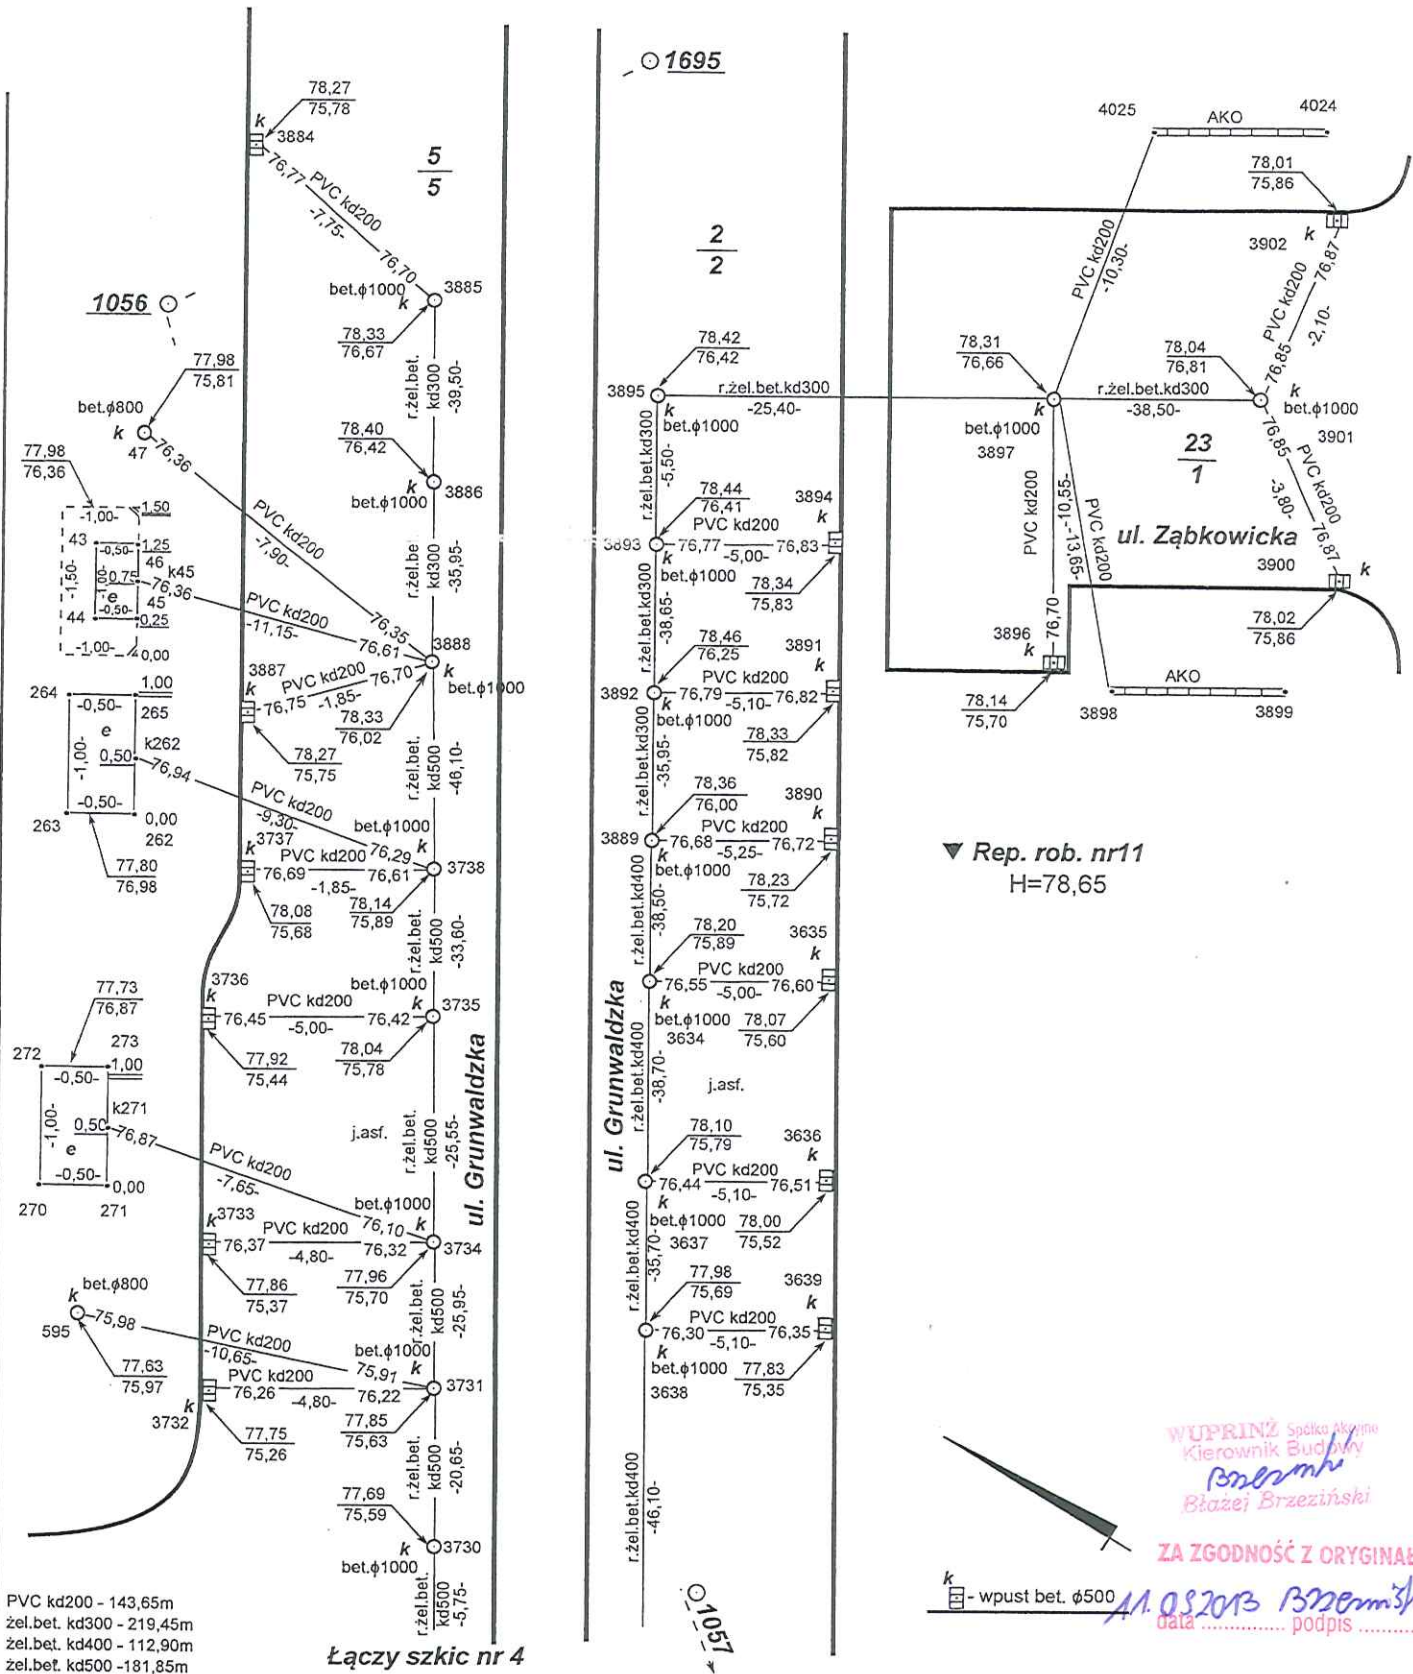 1695
78,27
75,78
k
3884
76,77
PVC kd200
-7,75-
76,70
5
5
bet.ϕ1000
k
3885
78,33
76,67
r.żel.bet.
kd300
-39,50-
1056
77,98
75,81
bet.ϕ800
k
47
76,36
PVC kd200
-7,90-
76,35
78,40
76,42
k
bet.ϕ1000
3886
r.żel.be
kd300
-35,95-
77,98
76,36
-1,00-
1,50
43
-0,50-
1,25
46
k45
-1,50-
-1,00-
0,75
e
76,36
45
44
-0,50-
0,25
-1,00-
0,00
PVC kd200
-11,15-
76,61
3888
k
bet.ϕ1000
3887
k
PVC kd200
76,75
-1,85-
76,70
78,33
76,02
78,27
75,75
r.żel.bet.
kd500
-46,10-
264
-0,50-
1,00
265
e
k262
-1,00-
0,50
76,94
-0,50-
0,00
263
262
77,80
76,98
PVC kd200
-9,30-
76,29
bet.ϕ1000
k
3738
3737
k
PVC kd200
76,69
-1,85-
76,61
78,14
75,89
78,08
75,68
r.żel.bet.
kd500
-33,60-
3736
k
PVC kd200
76,45
-5,00-
76,42
bet.ϕ1000
k
3735
78,04
75,78
77,92
75,44
77,73
76,87
272
273
-0,50-
1,00
k271
-1,00-
0,50
76,87
e
-0,50-
0,00
270
271
j.asf.
r.żel.bet.
kd500
-25,55-
ul. Grunwaldzka
PVC kd200
-7,65-
76,10
bet.ϕ1000
k
3734
3733
k
PVC kd200
76,37
-4,80-
76,32
77,96
75,70
77,86
75,37
r.żel.bet.
kd500
-25,95-
bet.ϕ800
k
595
75,98
77,63
75,97
PVC kd200
-10,65-
75,91
bet.ϕ1000
k
3731
PVC kd200
76,26
-4,80-
76,22
k
3732
77,85
75,63
77,75
75,26
r.żel.bet.
kd500
-20,65-
77,69
75,59
k
3730
bet.ϕ1000
r.żel.bet.
kd500
-5,75-
PVC kd200 - 143,65m
żel.bet. kd300 - 219,45m
żel.bet. kd400 - 112,90m
żel.bet. kd500 -181,85m
Łączy szkic nr 4
2
2
78,42
76,42
3895
k
bet.ϕ1000
r.żel.bet.kd300
-25,40-
r.żel.bet.kd300
-5,50-
78,44
76,41
3894
k
3893
PVC kd200
76,77
-5,00-
76,83
k
bet.ϕ1000
78,34
75,83
r.żel.bet.kd300
-38,65-
78,46
76,25
3891
k
3892
PVC kd200
76,79
-5,10-
76,82
k
bet.ϕ1000
78,33
75,82
r.żel.bet.kd300
-35,95-
78,36
76,00
3890
k
3889
PVC kd200
76,68
-5,25-
76,72
k
bet.ϕ1000
78,23
75,72
r.żel.bet.kd400
-38,50-
78,20
75,89
3635
k
PVC kd200
76,55
-5,00-
76,60
k
bet.ϕ1000
3634
78,07
75,60
ul. Grunwaldzka
r.żel.bet.kd400
-38,70-
j.asf.
78,10
75,79
3636
k
PVC kd200
76,44
-5,10-
76,51
k
bet.ϕ1000
3637
78,00
75,52
r.żel.bet.kd400
-35,70-
77,98
75,69
3639
k
PVC kd200
76,30
-5,10-
76,35
k
bet.ϕ1000
3638
77,83
75,35
r.żel.bet.kd400
-46,10-
1057
4025
AKO
4024
78,01
75,86
k
3902
76,87
PVC kd200
-2,10-
76,85
PVC kd200
-10,30-
78,31
76,66
k
bet.ϕ1000
3897
r.żel.bet.kd300
-38,50-
78,04
76,81
k
bet.ϕ1000
3901
23
1
76,85
PVC kd200
-3,80-
76,87
ul. Ząbkowicka
3900
k
78,02
75,86
PVC kd200
-10,55-
76,70
PVC kd200
-13,65-
3896
k
78,14
75,70
3898
AKO
3899
Rep. rob. nr11
H=78,65
WUPRINŻ Spółka Akcyjna
Kierownik Budowy
Błażej Brzeziński
ZA ZGODNOŚĆ Z ORYGINAŁ
k
- wpust bet. ϕ500
11.092013
data .............. podpis ..........